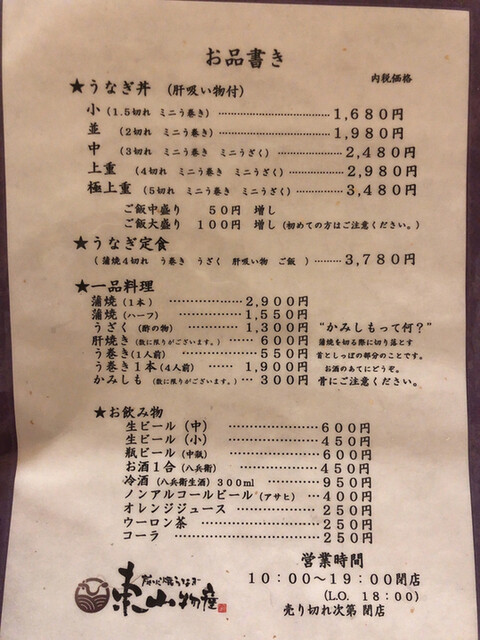 お品書き
内税価格
★うなぎ丼 (肝吸い物付)
小 (1.5切れ ミニう巻き) ……………………… 1,680円
並 (2切れ ミニう巻き) ……………………… 1,980円
中 (3切れ ミニう巻き ミニうざく) ……… 2,480円
上重 (4切れ ミニう巻き ミニうざく) …… 2,980円
極上重 (5切れ ミニう巻き ミニうざく) … 3,480円
ご飯中盛り 50円 増し
ご飯大盛り 100円 増し (初めての方はご注意ください。)
★うなぎ定食
(蒲焼4切れ う巻き うざく 肝吸い物 ご飯 ) …… 3,780円
★一品料理
蒲焼 (1本) ……………… 2,900円
蒲焼 (ハーフ) …………… 1,550円
うざく (酢の物) ………… 1,300円
肝焼き (数に限りがございます。) …… 600円
う巻き (1人前) ………… 550円
う巻き1本 (4人前) …… 1,900円
かみしも (数に限りがございます。) … 300円
"かみしもって何?"
蒲焼を切る際に切り落とす
首としっぽの部分のことです。
お酒のあてにどうぞ。
骨にご注意ください。
★お飲み物
生ビール (中) ……………… 600円
生ビール (小) ……………… 450円
瓶ビール (中瓶) …………… 600円
お酒1合 (八兵衛) ………… 450円
冷酒 (八兵衛生酒) 300ml …… 950円
ノンアルコールビール (アサヒ) … 400円
オレンジジュース ………… 250円
ウーロン茶 ………………… 250円
コーラ ……………………… 250円
営業時間
10:00〜19:00閉店
(L.O. 18:00)
売り切れ次第 閉店
東山物産